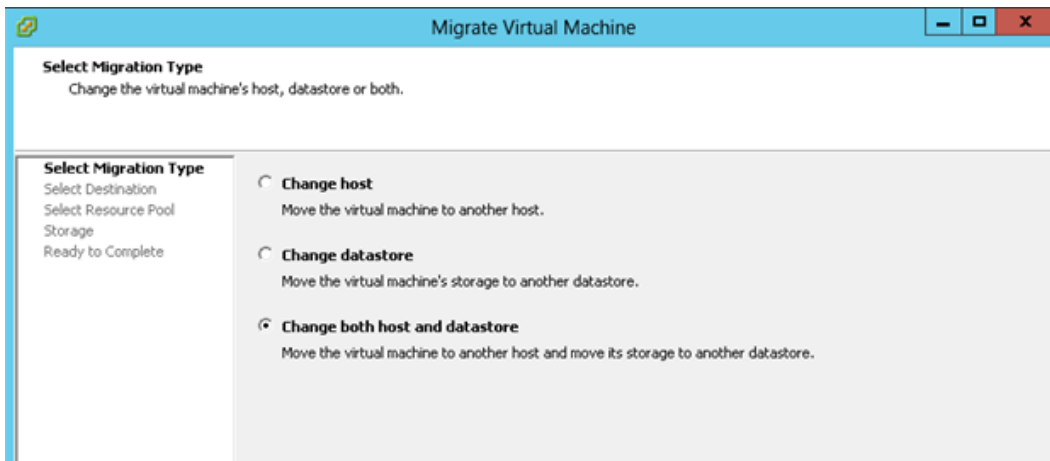 Migrate Virtual Machine
Select Migration Type
Change the virtual machine's host, datastore or both.
Select Migration Type
Select Destination
Select Resource Pool
Storage
Ready to Complete
Change host
Move the virtual machine to another host.
Change datastore
Move the virtual machine's storage to another datastore.
Change both host and datastore
Move the virtual machine to another host and move its storage to another datastore.